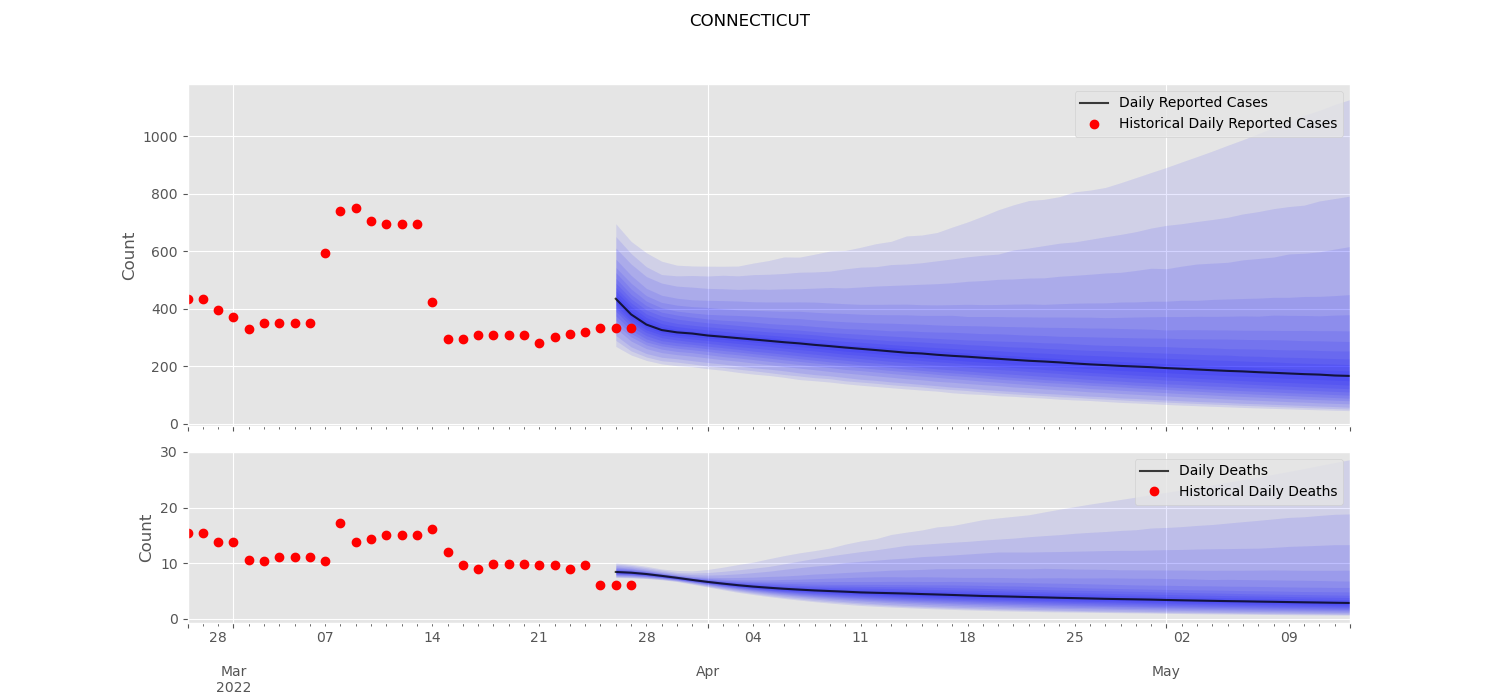 CONNECTICUT
Daily Reported Cases
Historical Daily Reported Cases
Count
1000
800
600
400
200
0
Daily Deaths
Historical Daily Deaths
Count
30
20
10
0
28 07 14 21 28 04 11 18 25 02 09
Mar Apr May
2022